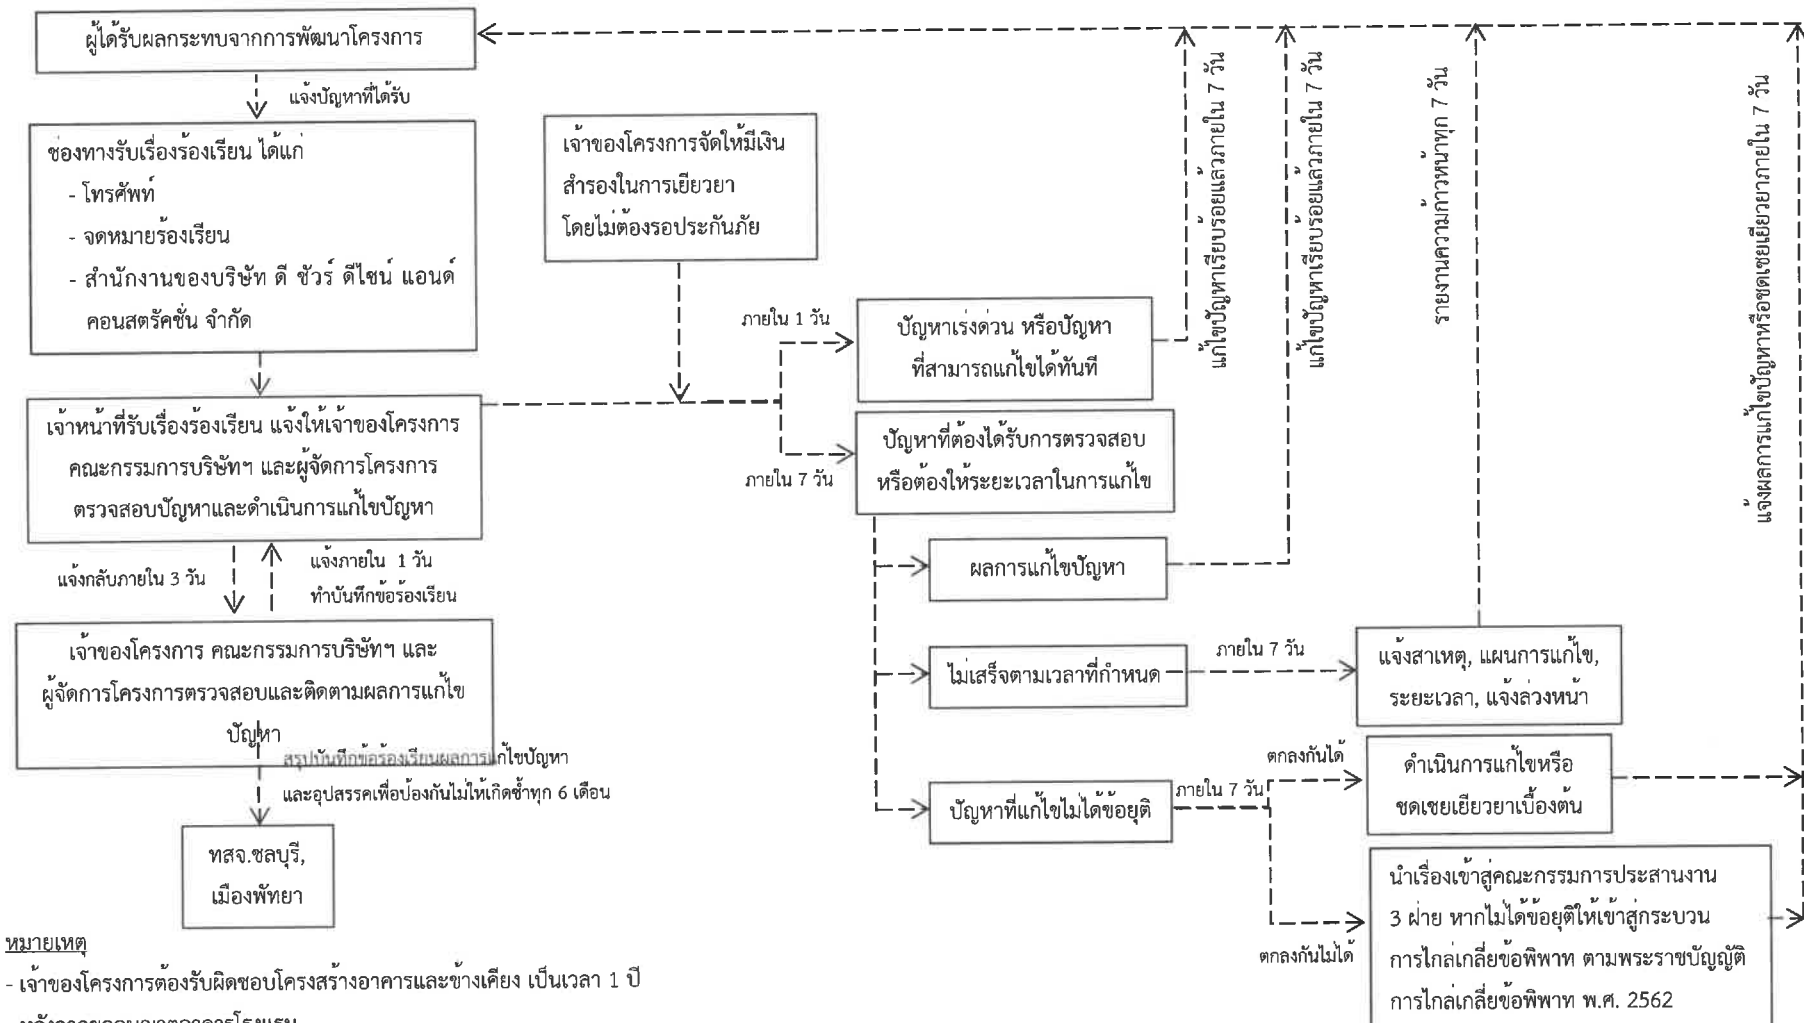 ผู้ได้รับผลกระทบจากการพัฒนาโครงการ
แจ้งปัญหาที่ได้รับ
ช่องทางรับเรื่องร้องเรียน ได้แก่
- โทรศัพท์
- จดหมายร้องเรียน
- สำนักงานของบริษัท ดี ชัวร์ ดีไซน์ แอนด์
คอนสตรัคชั่น จำกัด
เจ้าหน้าที่รับเรื่องร้องเรียน แจ้งให้เจ้าของโครงการ
คณะกรรมการบริษัทฯ และผู้จัดการโครงการ
ตรวจสอบปัญหาและดำเนินการแก้ไขปัญหา
แจ้งกลับภายใน 3 วัน
แจ้งภายใน 1 วัน
ทำบันทึกข้อร้องเรียน
เจ้าของโครงการ คณะกรรมการบริษัทฯ และ
ผู้จัดการโครงการตรวจสอบและติดตามผลการแก้ไข
ปัญหา
สรุปบันทึกข้อร้องเรียนผลการแก้ไขปัญหา
และอุปสรรคเพื่อป้องกันไม่ให้เกิดซ้ำทุก 6 เดือน
ทสจ.ชลบุรี,
เมืองพัทยา
เจ้าของโครงการจัดให้มีเงิน
สำรองในการเยียวยา
โดยไม่ต้องรอประกันภัย
ภายใน 1 วัน
ปัญหาเร่งด่วน หรือปัญหา
ที่สามารถแก้ไขได้ทันที
ภายใน 7 วัน
ปัญหาที่ต้องได้รับการตรวจสอบ
หรือต้องให้ระยะเวลาในการแก้ไข
ผลการแก้ไขปัญหา
ไม่เสร็จตามเวลาที่กำหนด
ภายใน 7 วัน
แจ้งสาเหตุ, แผนการแก้ไข,
ระยะเวลา, แจ้งล่วงหน้า
ปัญหาที่แก้ไขไม่ได้ข้อยุติ
ภายใน 7 วัน
ตกลงกันได้
ดำเนินการแก้ไขหรือ
ชดเชยเยียวยาเบื้องต้น
ตกลงกันไม่ได้
นำเรื่องเข้าสู่คณะกรรมการประสานงาน
3 ฝ่าย หากไม่ได้ข้อยุติให้เข้าสู่กระบวน
การไกล่เกลี่ยข้อพิพาท ตามพระราชบัญญัติ
การไกล่เกลี่ยข้อพิพาท พ.ศ. 2562
แก้ไขปัญหาเรียบร้อยแล้วภายใน 7 วัน
แก้ไขปัญหาเรียบร้อยแล้วภายใน 7 วัน
รายงานความก้าวหน้าทุก 7 วัน
แจ้งผลการแก้ไขปัญหาหรือชดเชยเยียวยาภายใน 7 วัน
หมายเหตุ
- เจ้าของโครงการต้องรับผิดชอบโครงสร้างอาคารและข้างเคียง เป็นเวลา 1 ปี